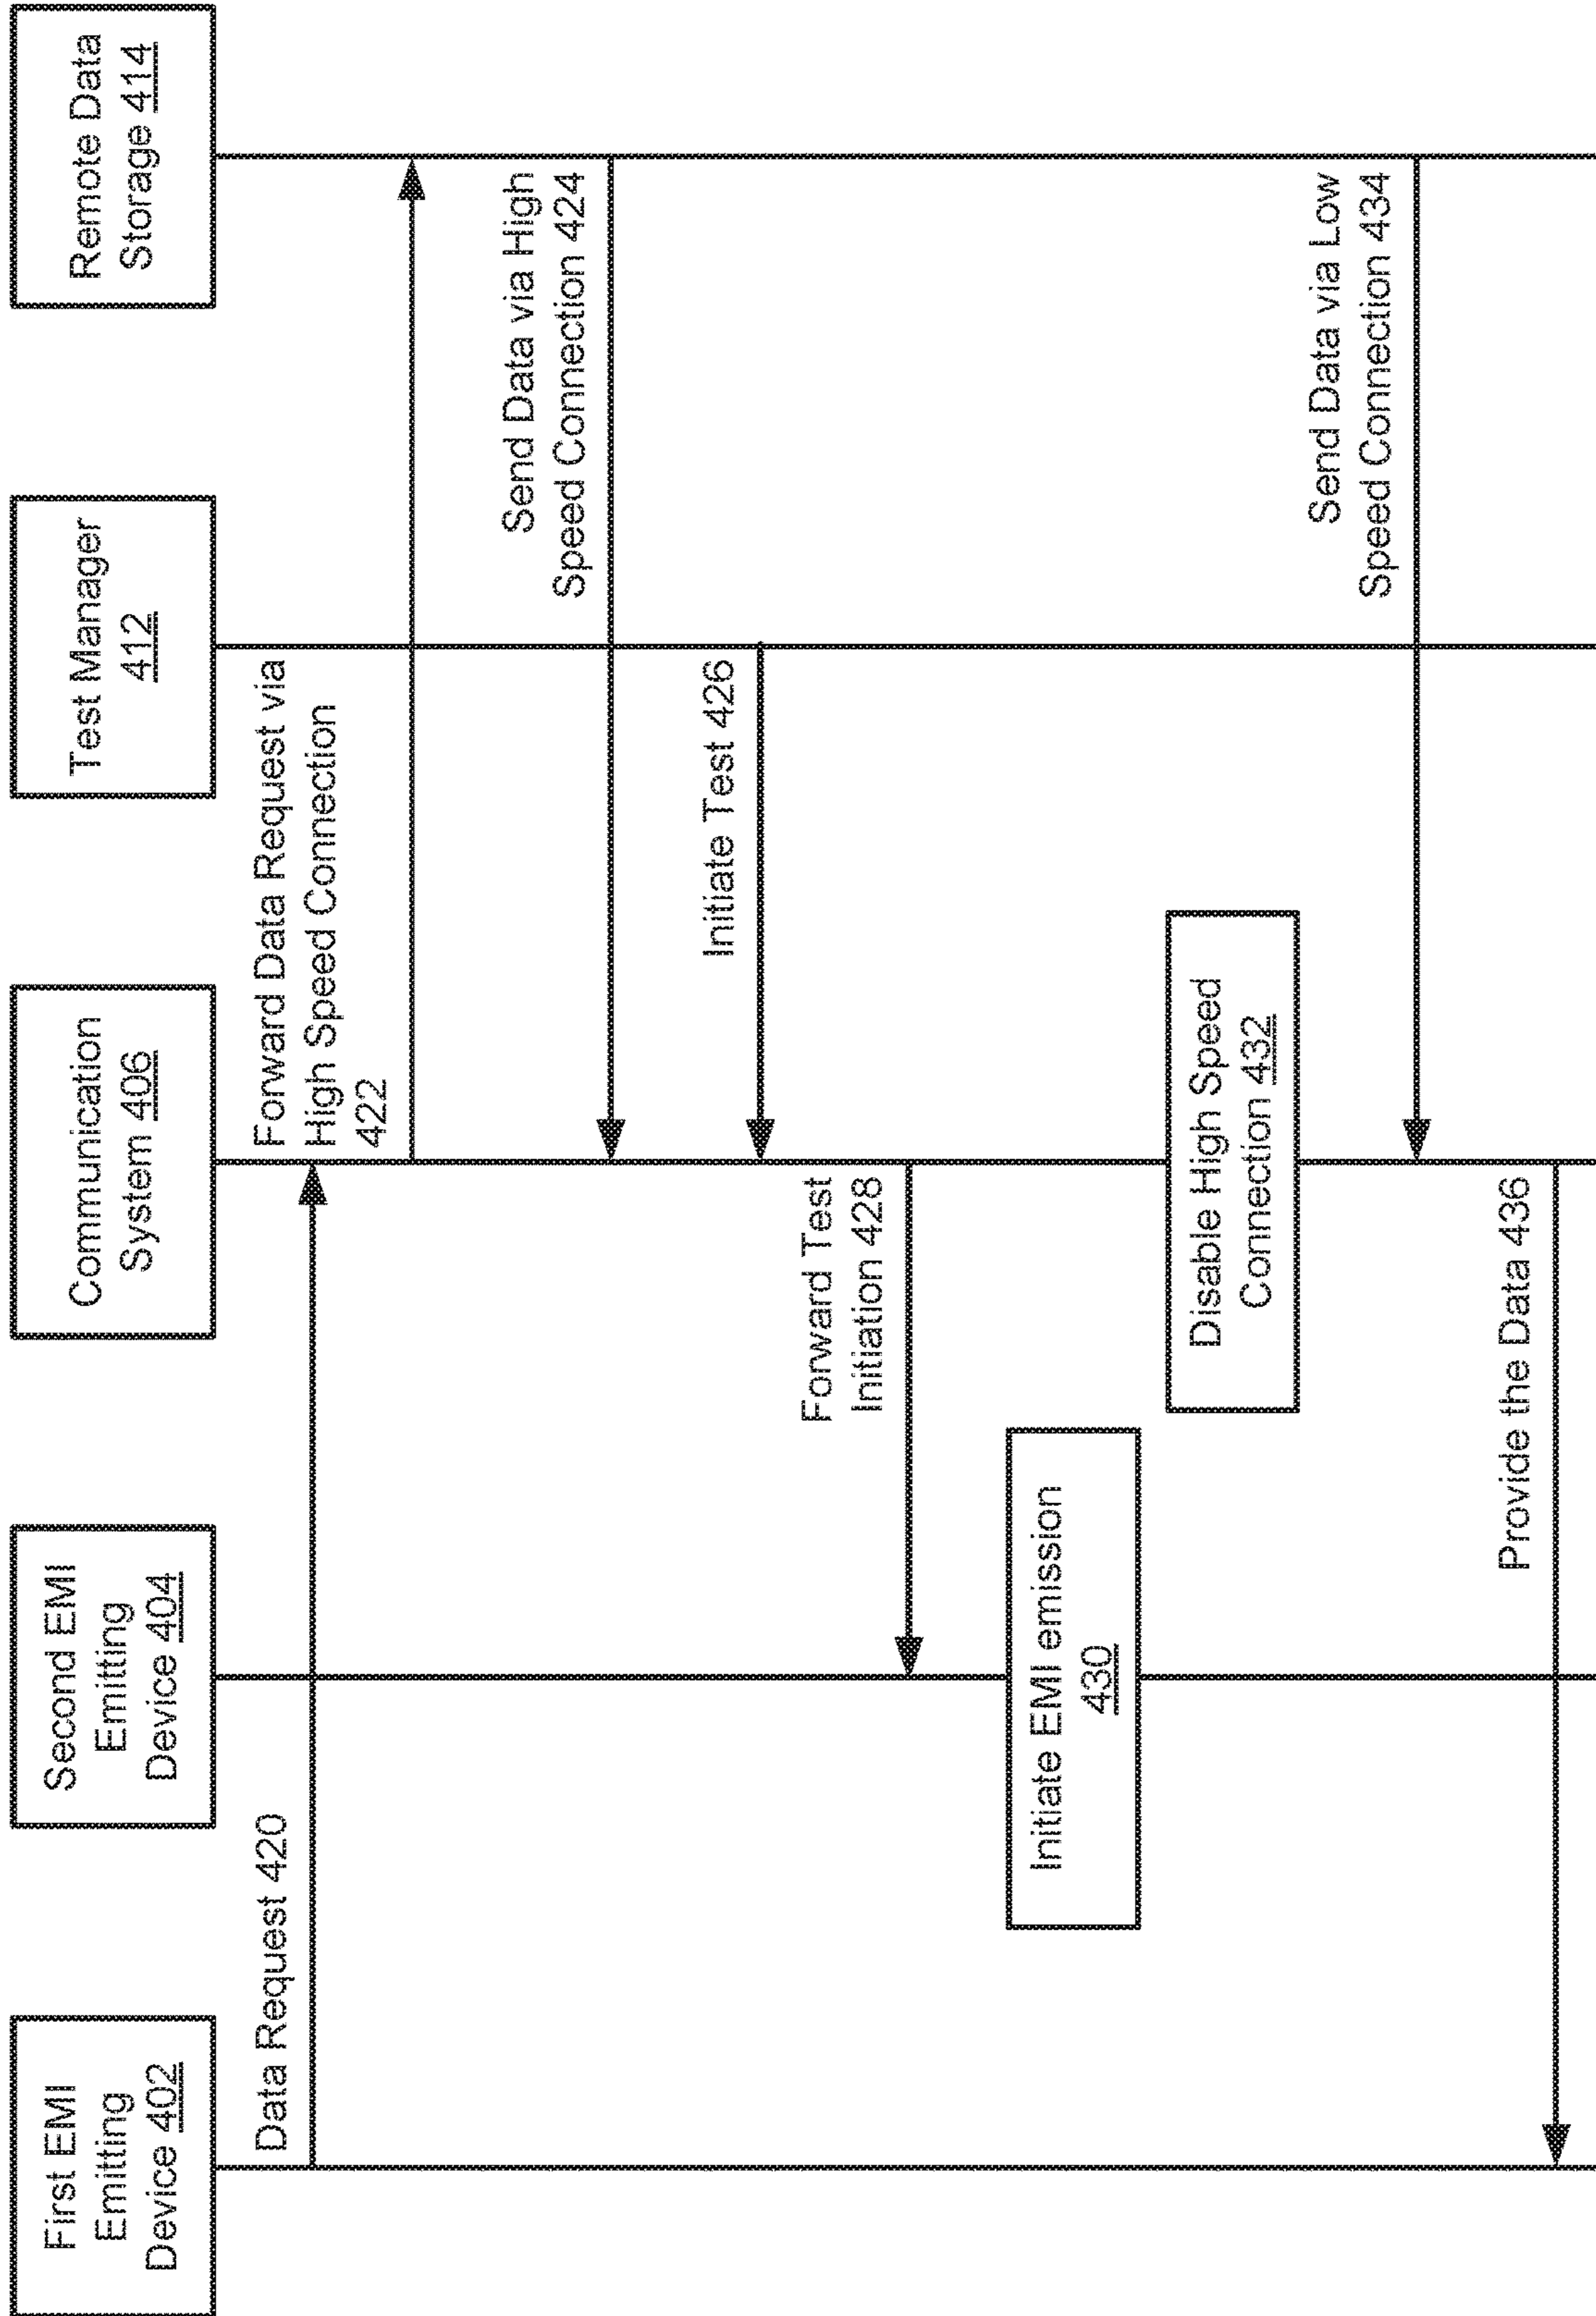 First EMI
Emitting
Device 402
Second EMI
Emitting
Device 404
Communication
System 406
Test Manager
412
Remote Data
Storage 414
Data Request 420
Forward Data Request via
High Speed Connection
422
Send Data via High
Speed Connection 424
Initiate Test 426
Forward Test
Initiation 428
Initiate EMI emission
430
Disable High Speed
Connection 432
Send Data via Low
Speed Connection 434
Provide the Data 436